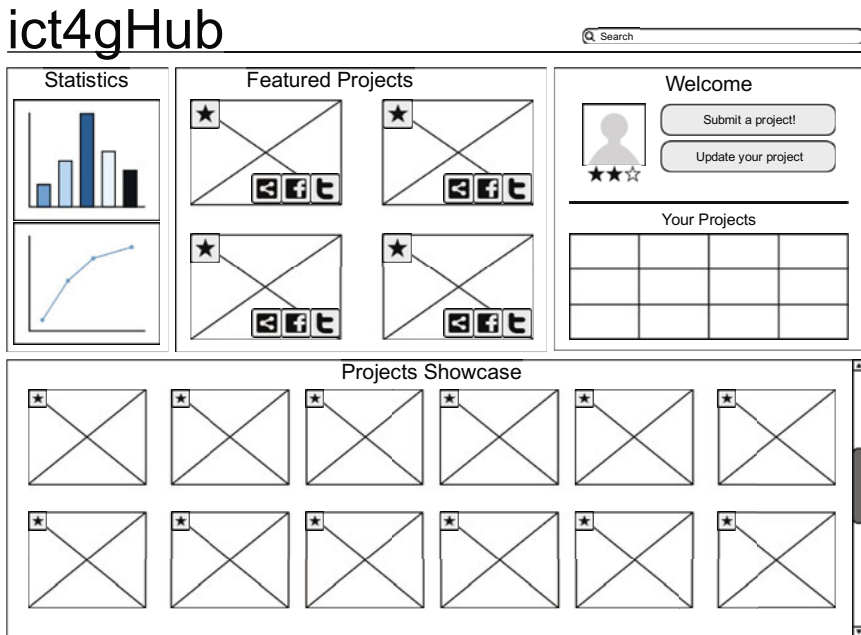 ict4gHub
Search
Statistics
Featured Projects
Welcome
Submit a project!
Update your project
Your Projects
Projects Showcase